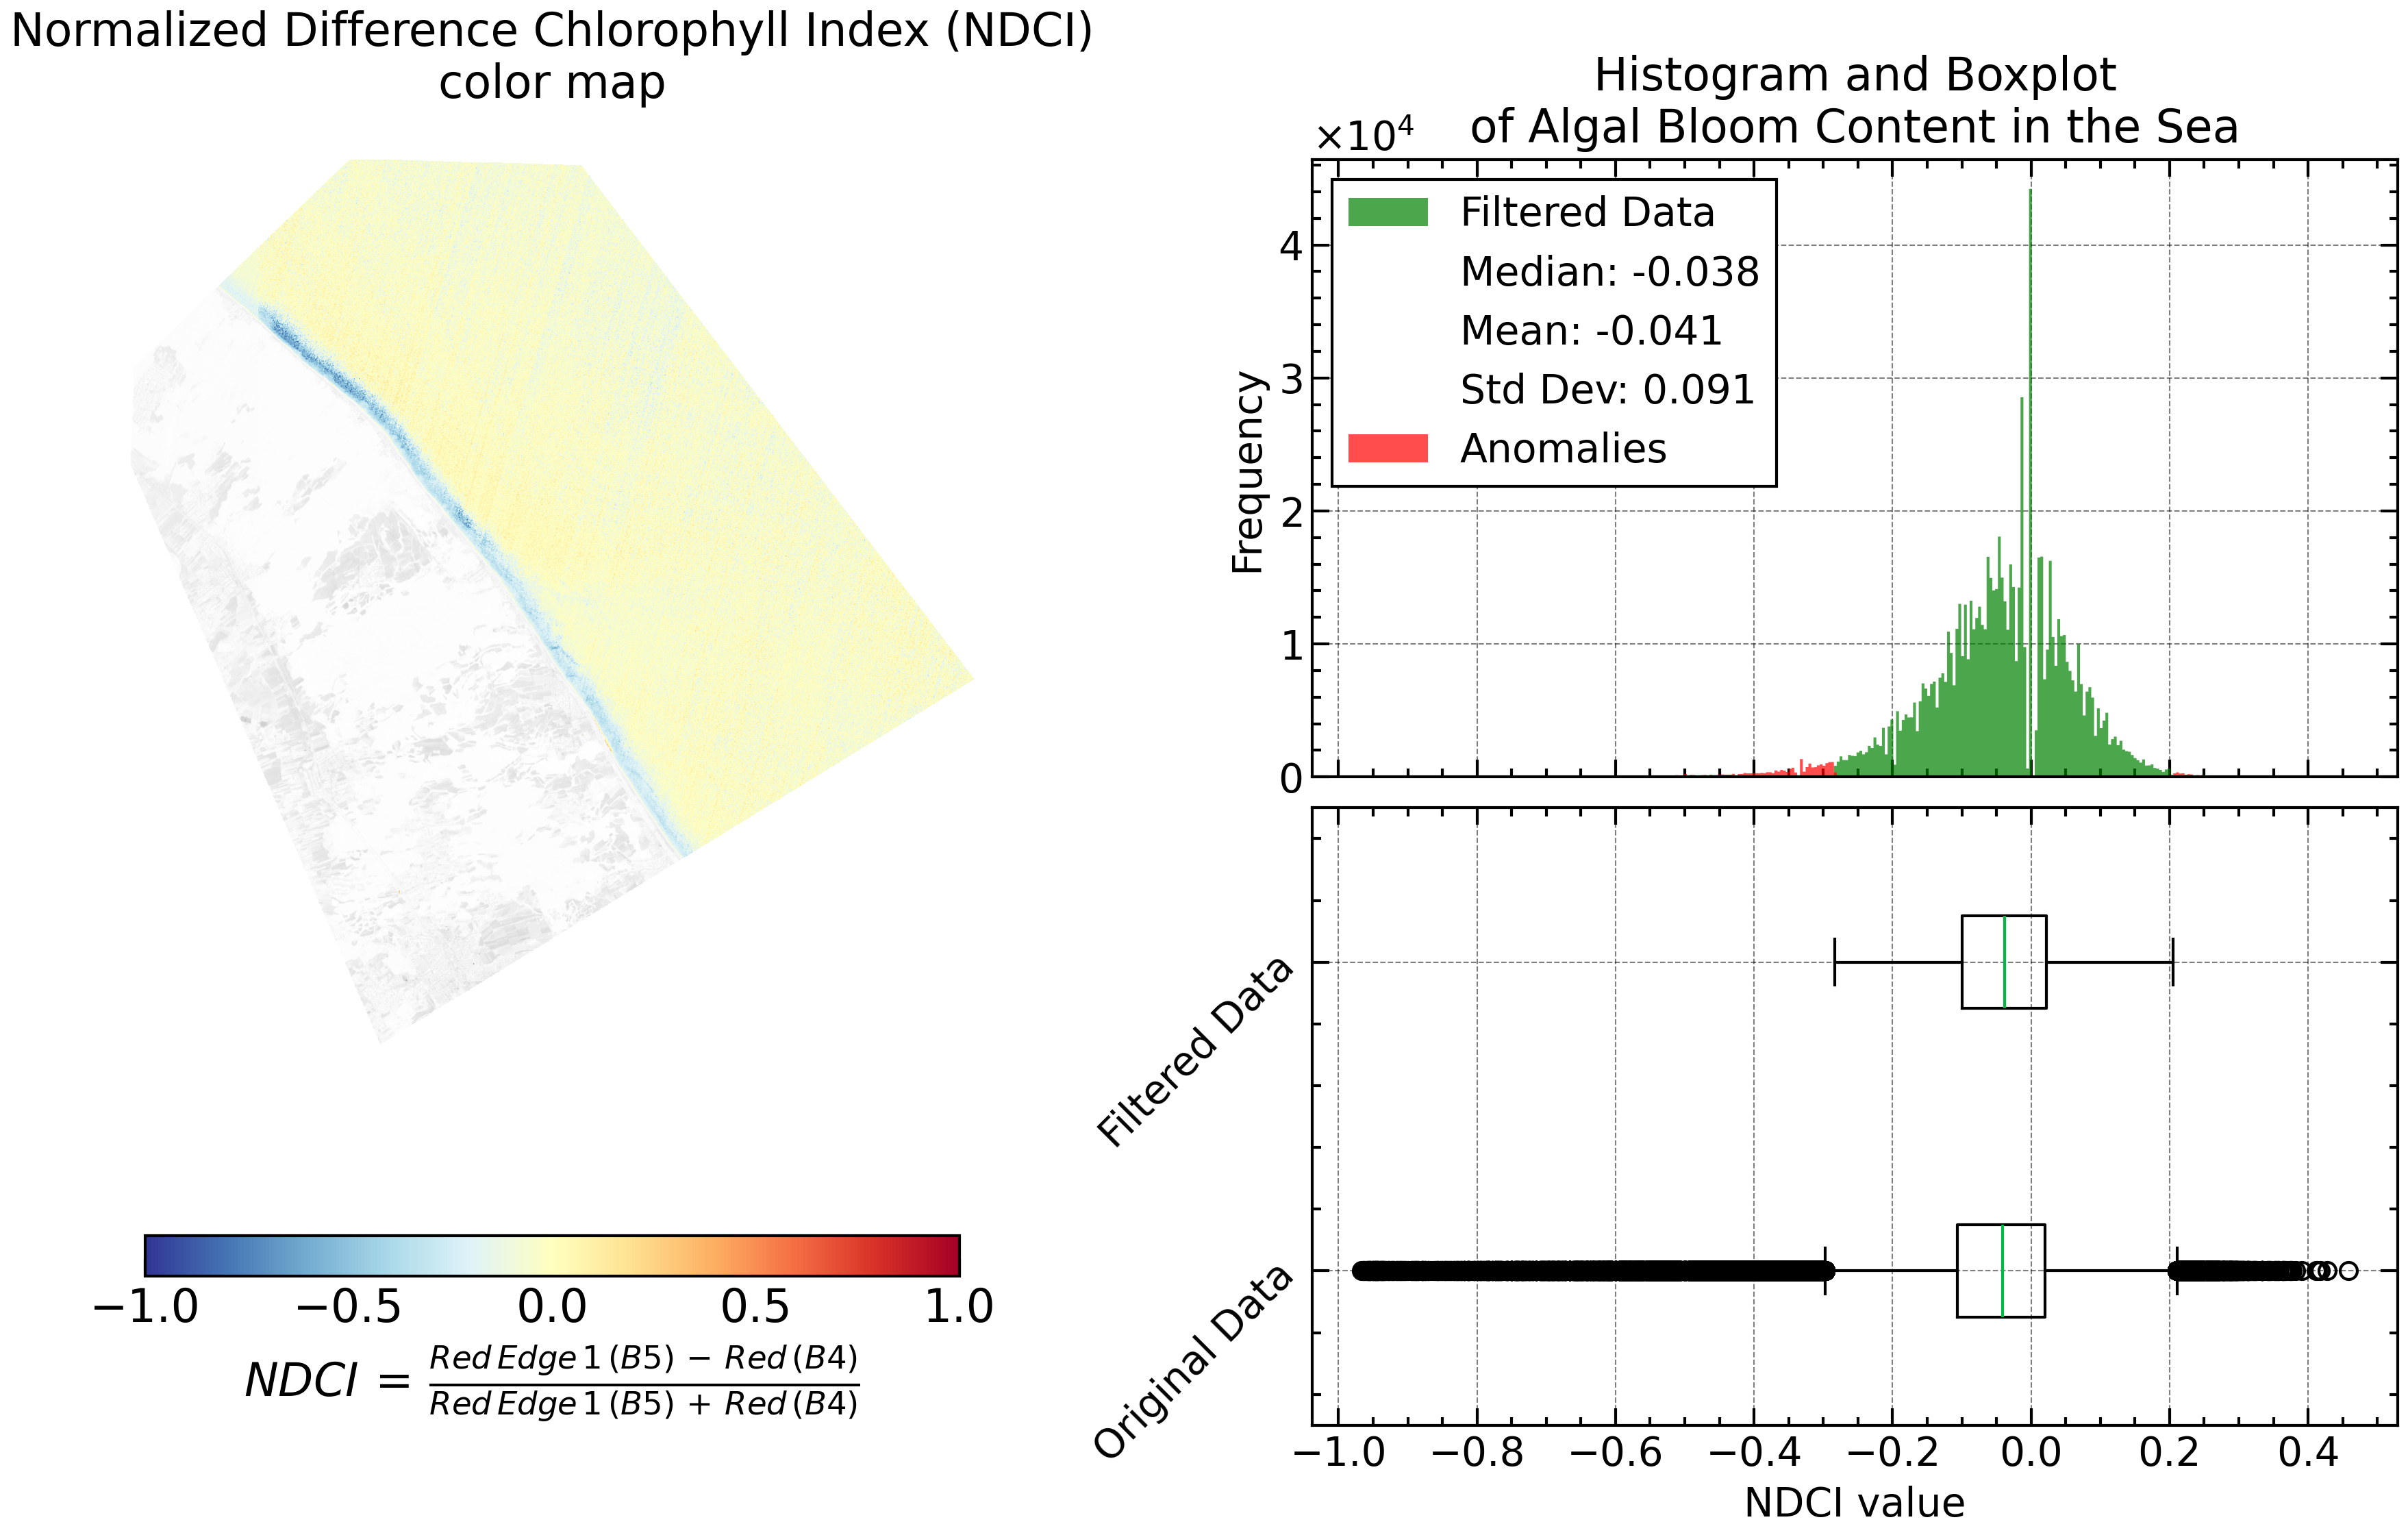 Normalized Difference Chlorophyll Index (NDCI)
color map
−1.0 −0.5 0.0 0.5 1.0
NDCI = Red Edge 1 (B5) − Red (B4) / Red Edge 1 (B5) + Red (B4)
Histogram and Boxplot
of Algal Bloom Content in the Sea
×10⁴
Filtered Data
Median: -0.038
Mean: -0.041
Std Dev: 0.091
Anomalies
Frequency
4
3
2
1
0
Filtered Data
Original Data
−1.0 −0.8 −0.6 −0.4 −0.2 0.0 0.2 0.4
NDCI value